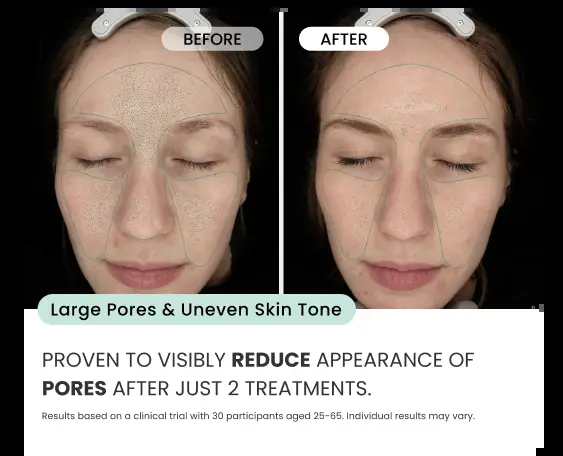 BEFORE
AFTER
Large Pores & Uneven Skin Tone
PROVEN TO VISIBLY REDUCE APPEARANCE OF
PORES AFTER JUST 2 TREATMENTS.
Results based on a clinical trial with 30 participants aged 25-65. Individual results may vary.